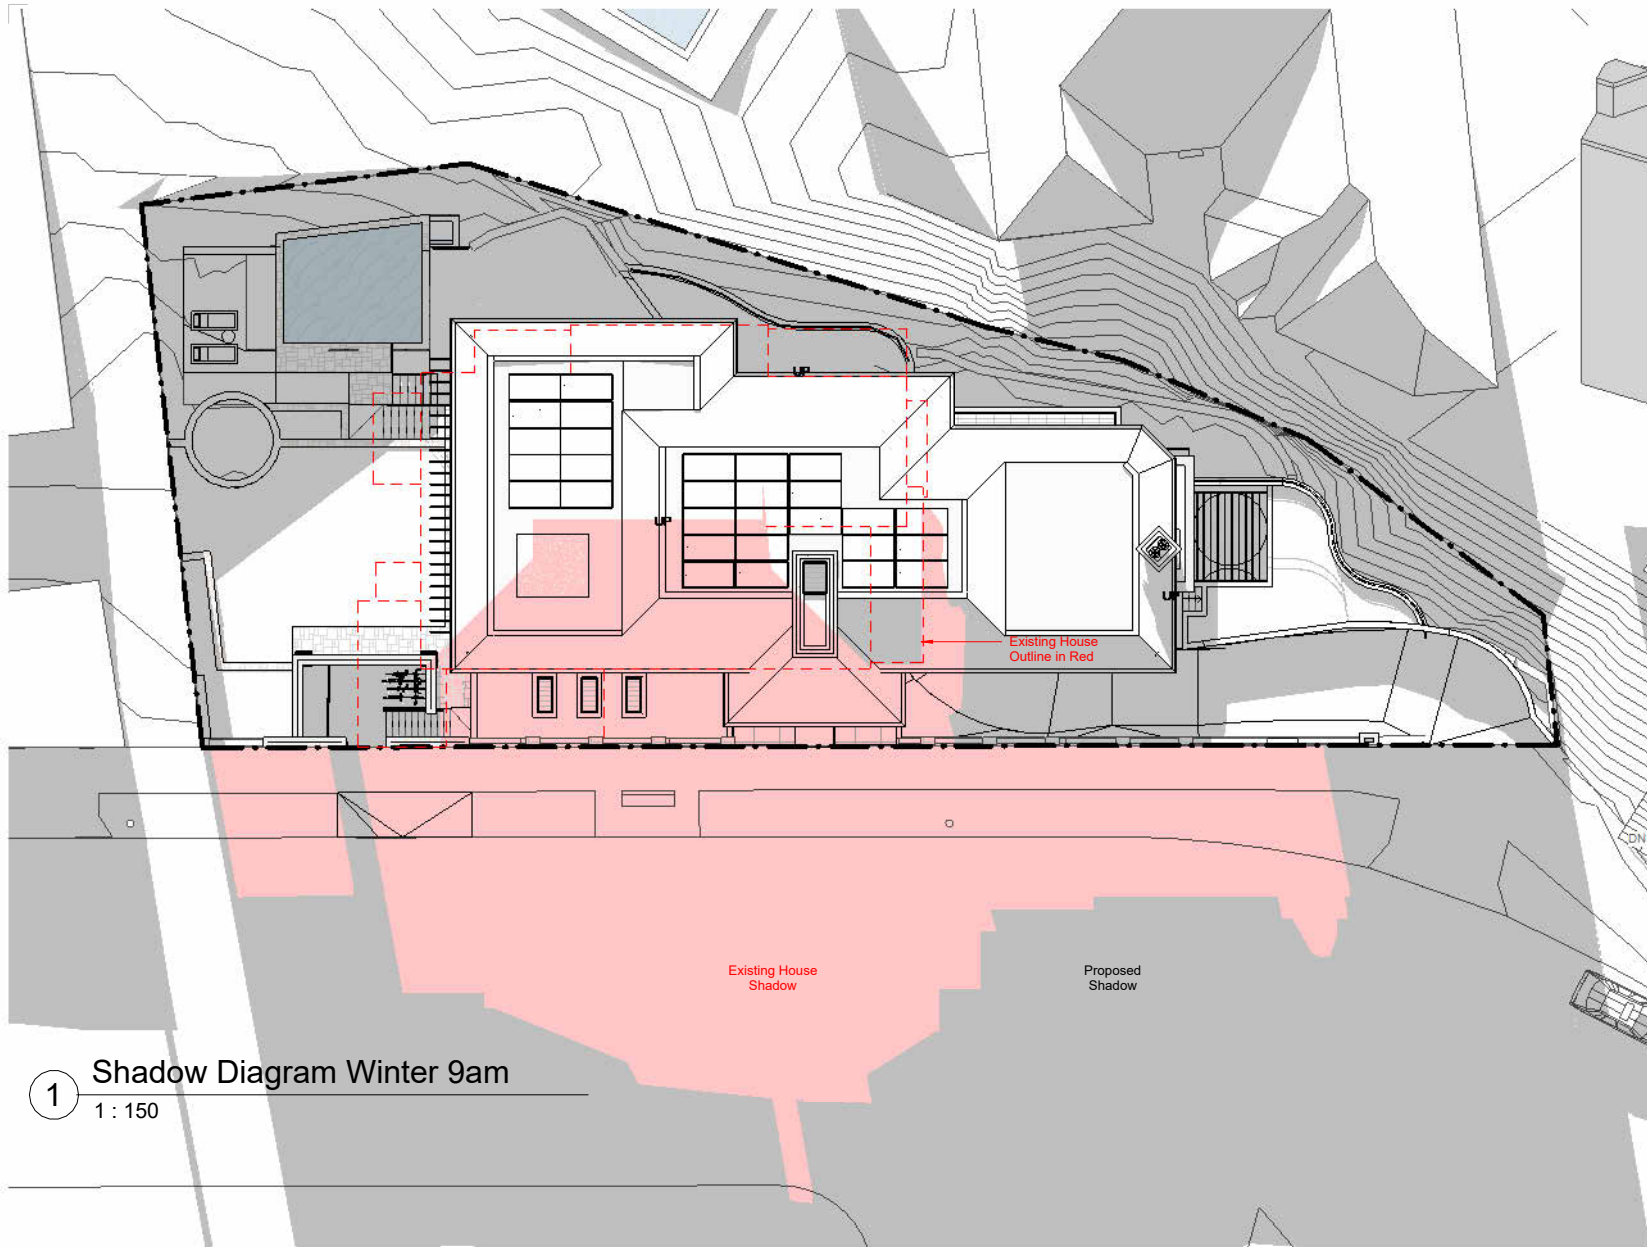 UP
UP
UP
Existing House
Outline in Red
DN
Existing House
Shadow
Proposed
Shadow
1
Shadow Diagram Winter 9am
1 : 150